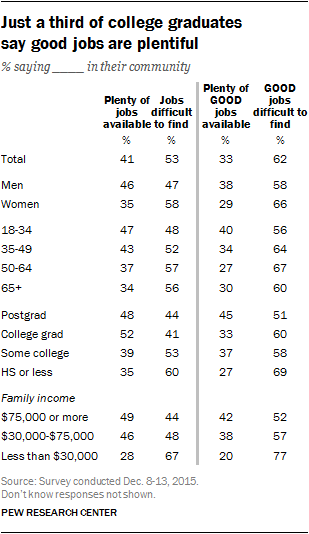 Just a third of college graduates
say good jobs are plentiful
% saying _____ in their community
Plenty of jobs available Jobs difficult to find Plenty of GOOD jobs available GOOD jobs difficult to find
% % % %
Total 41 53 33 62
Men 46 47 38 58
Women 35 58 29 66
18-34 47 48 40 56
35-49 43 52 34 64
50-64 37 57 27 67
65+ 34 56 30 60
Postgrad 48 44 45 51
College grad 52 41 33 60
Some college 39 53 37 58
HS or less 35 60 27 69
Family income
$75,000 or more 49 44 42 52
$30,000-$75,000 46 48 38 57
Less than $30,000 28 67 20 77
Source: Survey conducted Dec. 8-13, 2015.
Don't know responses not shown.
PEW RESEARCH CENTER